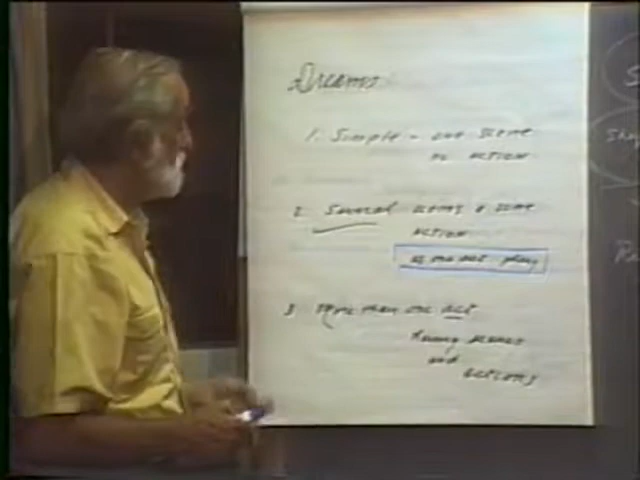 Dreams
1. Simple - one scene
no action
2 Several scenes & some
action
one act play
3 More than one act
Many scenes
and
actions